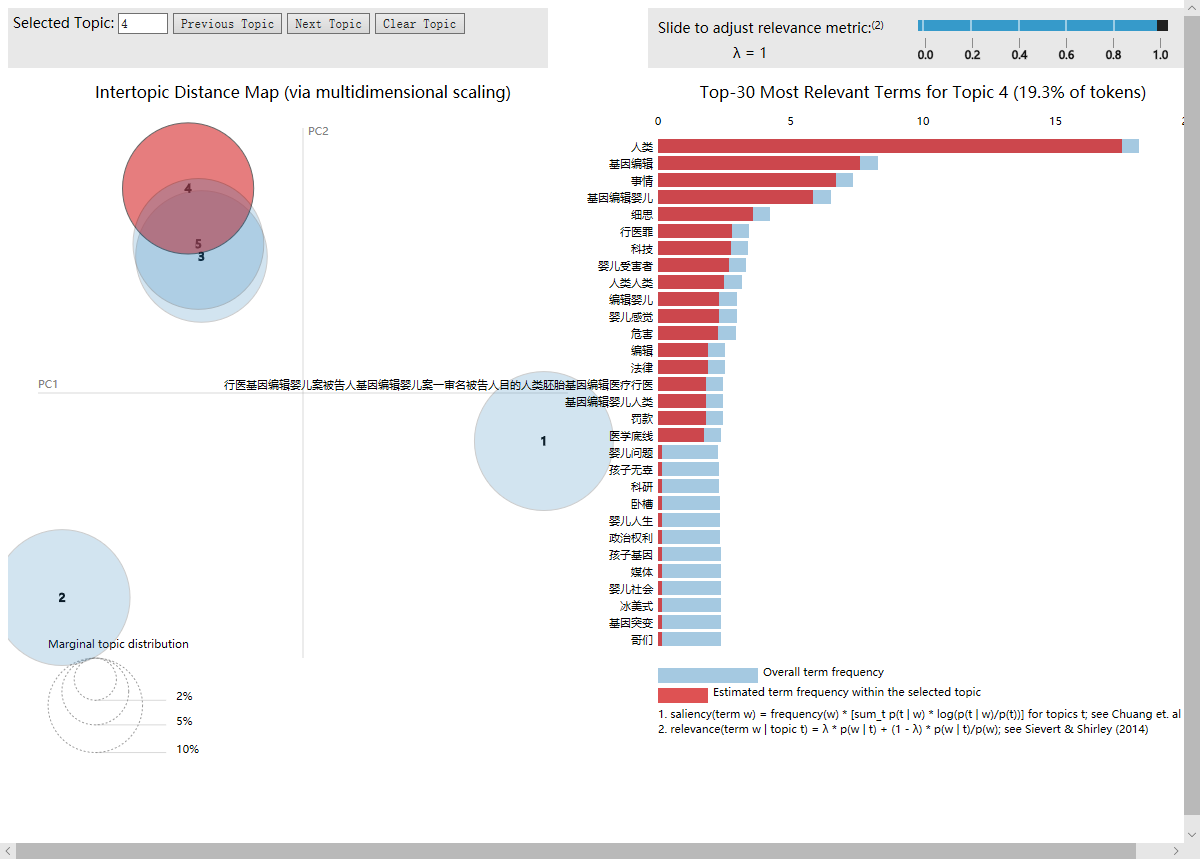 Selected Topic: 4 Previous Topic Next Topic Clear Topic
Slide to adjust relevance metric:(2)
λ = 1
0.0 0.2 0.4 0.6 0.8 1.0
Intertopic Distance Map (via multidimensional scaling)
PC2
PC1
4
5
3
1
2
Marginal topic distribution
2%
5%
10%
Top-30 Most Relevant Terms for Topic 4 (19.3% of tokens)
0 5 10 15 2
人类
基因编辑
事情
基因编辑婴儿
细思
行医罪
科技
婴儿受害者
人类人类
编辑婴儿
婴儿感觉
危害
编辑
法律
行医基因编辑婴儿案被告人基因编辑婴儿案一审名被告人目的人类胚胎基因编辑医疗行医
基因编辑婴儿人类
罚款
医学底线
婴儿问题
孩子无辜
科研
卧槽
婴儿人生
政治权利
孩子基因
媒体
婴儿社会
冰美式
基因突变
哥们
Overall term frequency
Estimated term frequency within the selected topic
1. saliency(term w) = frequency(w) * [sum_t p(t | w) * log(p(t | w)/p(t))] for topics t; see Chuang et. al
2. relevance(term w | topic t) = λ * p(w | t) + (1 - λ) * p(w | t)/p(w); see Sievert & Shirley (2014)